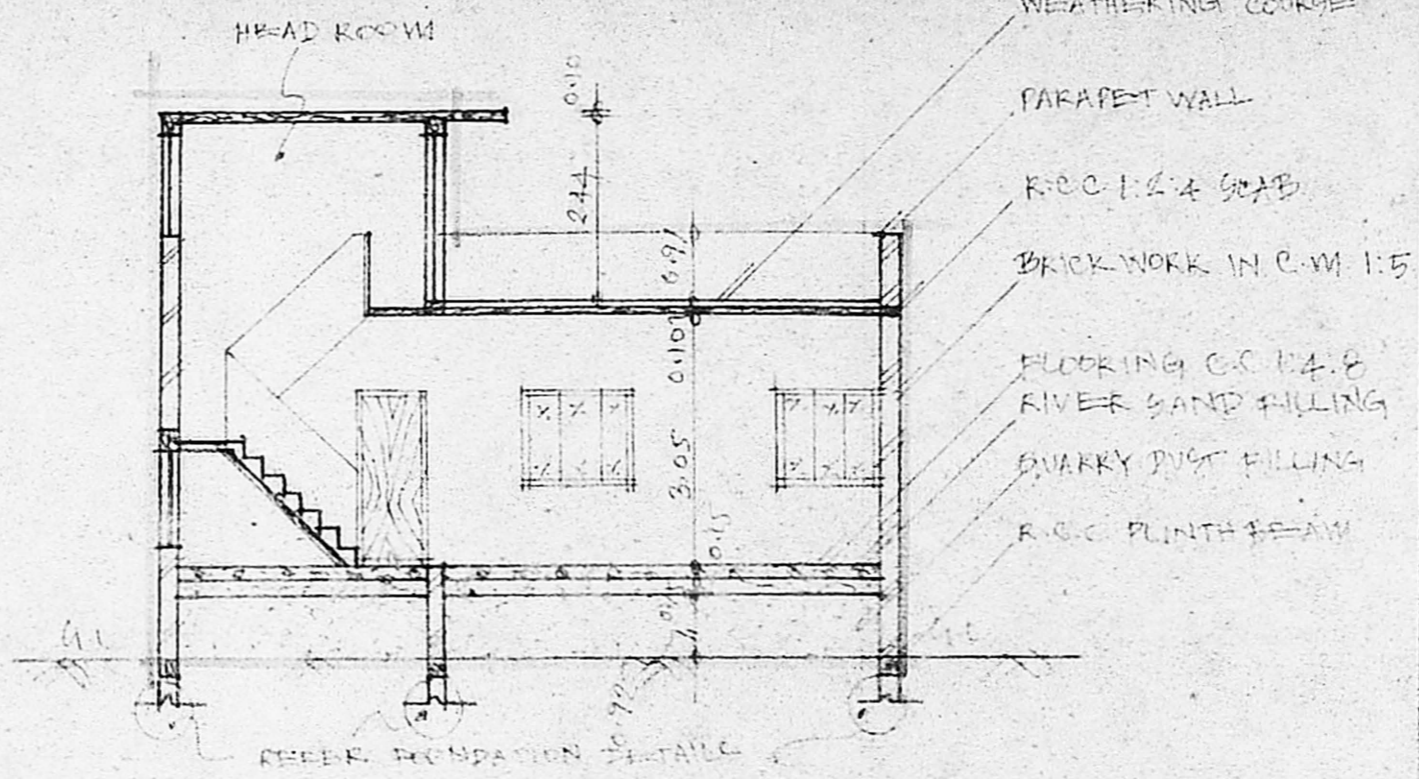 HEAD ROOM
WEATHERING COURSE
PARAPET WALL
R.C.C 1:2:4 SLAB
BRICK WORK IN C.M 1:5
FLOORING C.C 1:4:8
RIVER SAND FILLING
QUARRY DUST FILLING
R.C.C PLINTH BEAM
0.10
2.44
0.91
0.102
3.05
0.15
G.L
G.L
REFER FOUNDATION DETAILS